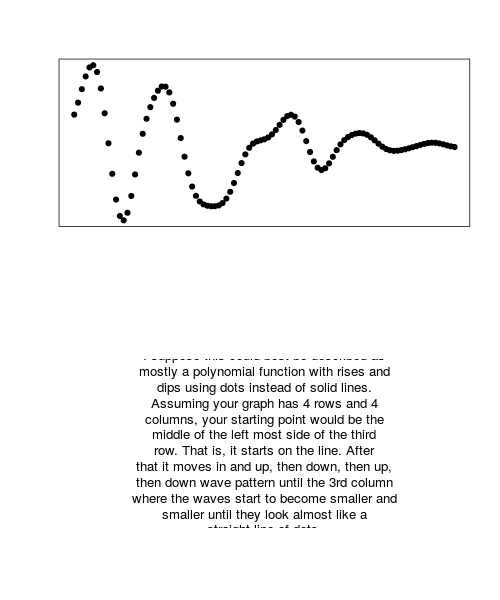 mostly a polynomial function with rises and
dips using dots instead of solid lines.
Assuming your graph has 4 rows and 4
columns, your starting point would be the
middle of the left most side of the third
row. That is, it starts on the line. After
that it moves in and up, then down, then up,
then down wave pattern until the 3rd column
where the waves start to become smaller and
smaller until they look almost like a